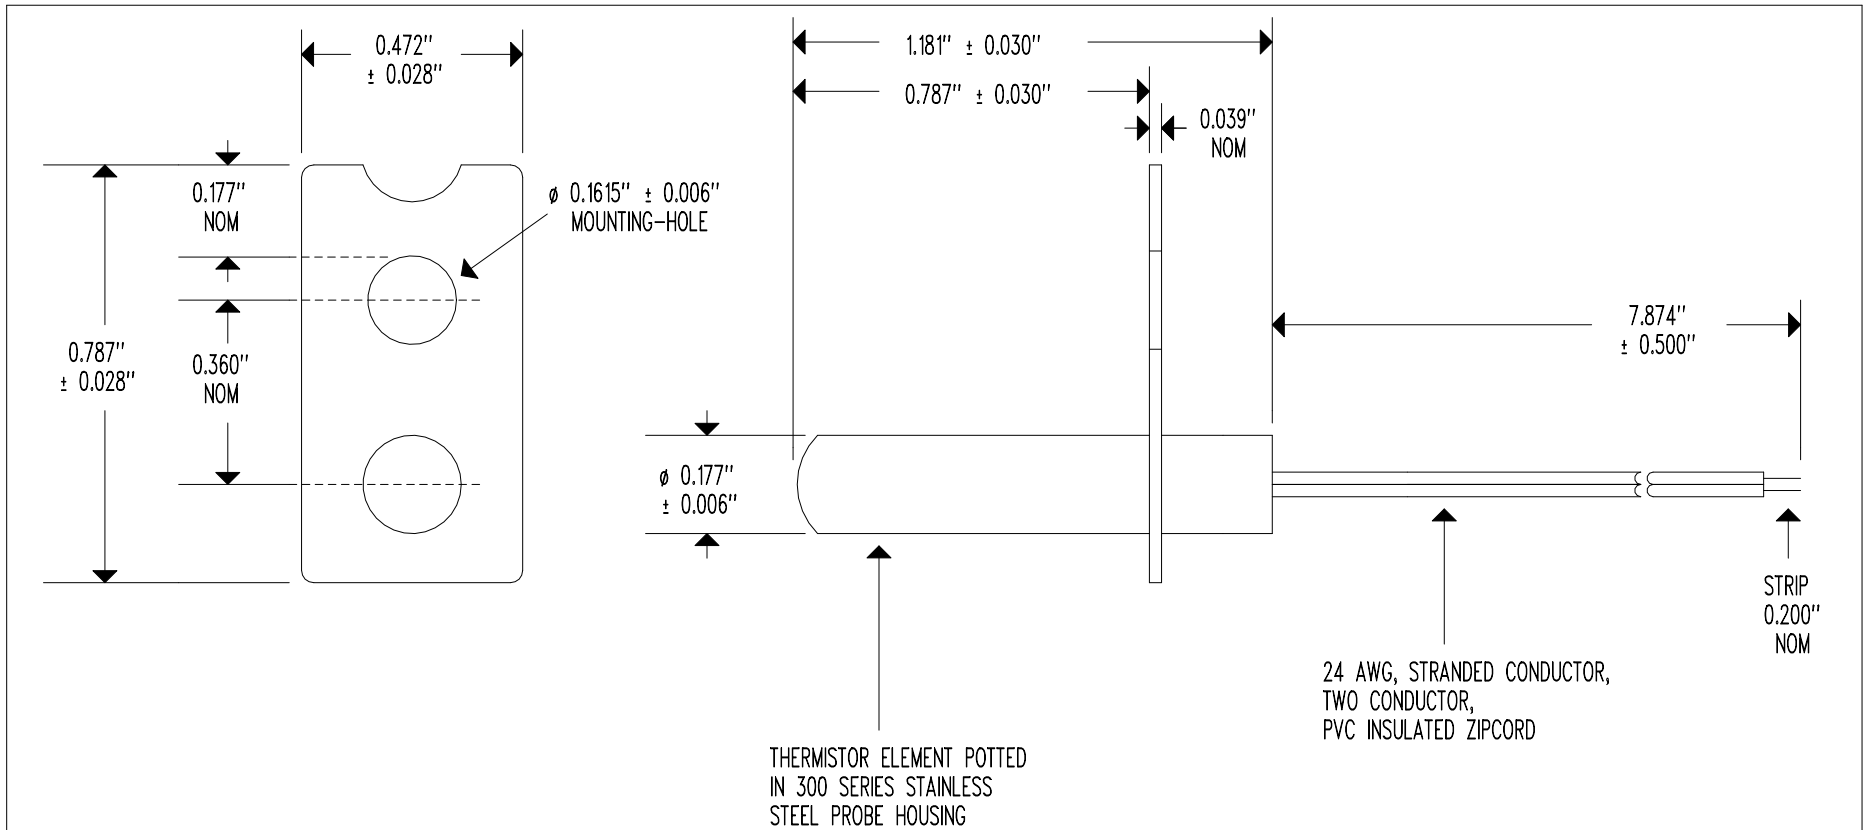 0.472"
± 0.028"
1.181" ± 0.030"
0.787" ± 0.030"
0.039"
NOM
0.177"
NOM
ø 0.1615" ± 0.006"
MOUNTING-HOLE
0.787"
± 0.028"
0.360"
NOM
7.874"
± 0.500"
ø 0.177"
± 0.006"
STRIP
0.200"
NOM
24 AWG, STRANDED CONDUCTOR,
TWO CONDUCTOR,
PVC INSULATED ZIPCORD
THERMISTOR ELEMENT POTTED
IN 300 SERIES STAINLESS
STEEL PROBE HOUSING